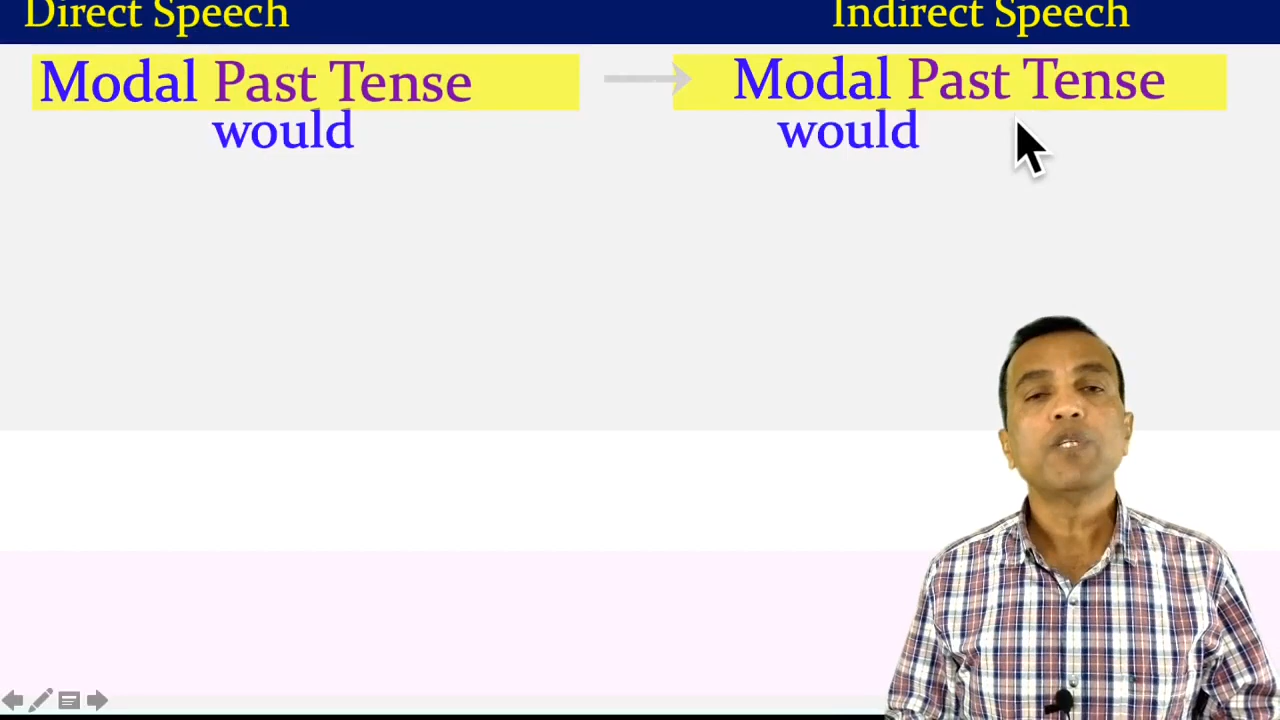 Direct Speech Indirect Speech
Modal Past Tense Modal Past Tense
would would